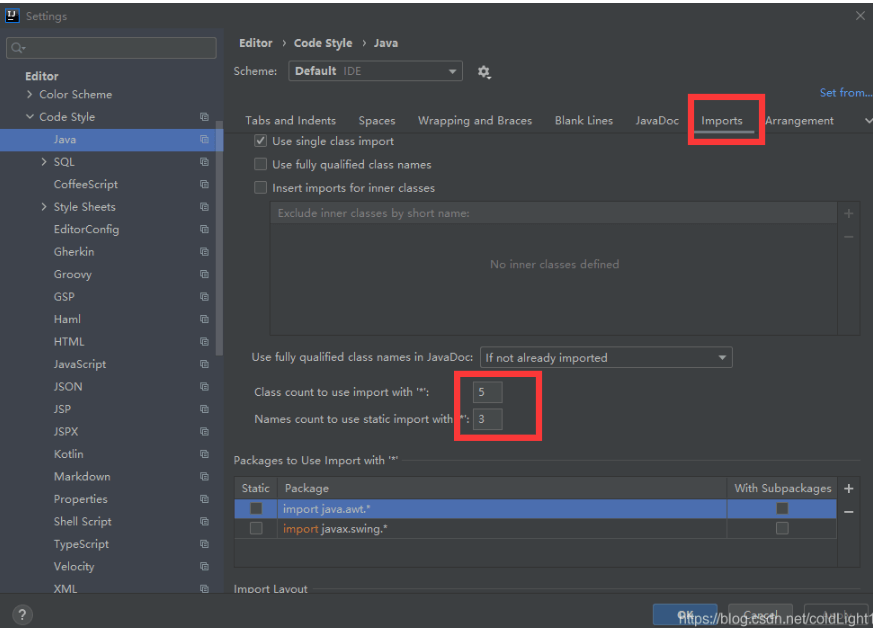 Settings
Editor
Color Scheme
Code Style
Java
SQL
CoffeeScript
Style Sheets
EditorConfig
Gherkin
Groovy
GSP
Haml
HTML
JavaScript
JSON
JSP
JSPX
Kotlin
Markdown
Properties
Shell Script
TypeScript
Velocity
XML
?
Editor › Code Style › Java
Scheme: Default IDE
Set from...
Tabs and Indents Spaces Wrapping and Braces Blank Lines JavaDoc Imports Arrangement
Use single class import
Use fully qualified class names
Insert imports for inner classes
Exclude inner classes by short name:
No inner classes defined
Use fully qualified class names in JavaDoc: If not already imported
Class count to use import with '*': 5
Names count to use static import with '*': 3
Packages to Use Import with '*'
Static Package With Subpackages
import java.awt.*
import javax.swing.*
Import Layout
OK Cancel Apply
https://blog.csdn.net/coldLight1